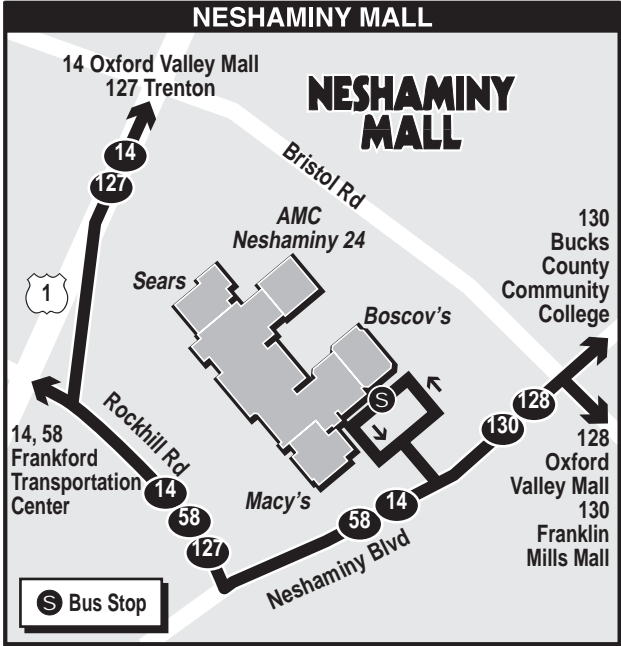 NESHAMINY MALL
14 Oxford Valley Mall
127 Trenton
NESHAMINY
MALL
14
127
Bristol Rd
AMC
Neshaminy 24
Sears
Boscov's
1
130
Bucks
County
Community
College
S
128
130
14, 58
Frankford
Transportation
Center
Rockhill Rd
14
58
127
Macy's
58
14
Neshaminy Blvd
128
Oxford
Valley Mall
130
Franklin
Mills Mall
S Bus Stop